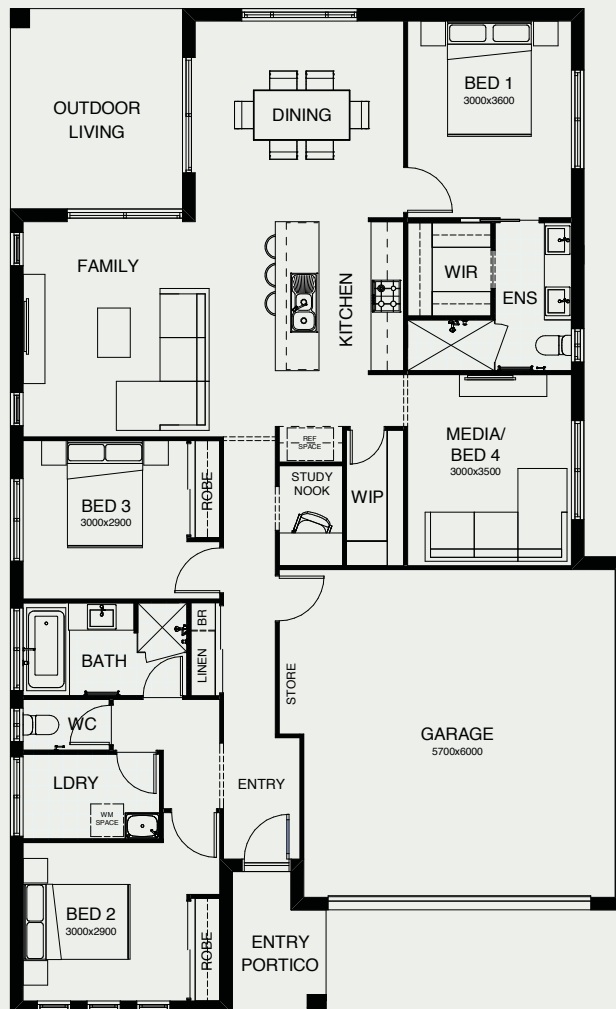 OUTDOOR
LIVING
DINING
BED 1
3000x3600
FAMILY
KITCHEN
WIR
ENS
REF
SPACE
MEDIA/
BED 4
3000x3500
STUDY
NOOK
WIP
BED 3
3000x2900
ROBE
BATH
LINEN
BR
STORE
WC
GARAGE
5700x6000
LDRY
WM
SPACE
ENTRY
BED 2
3000x2900
ROBE
ENTRY
PORTICO